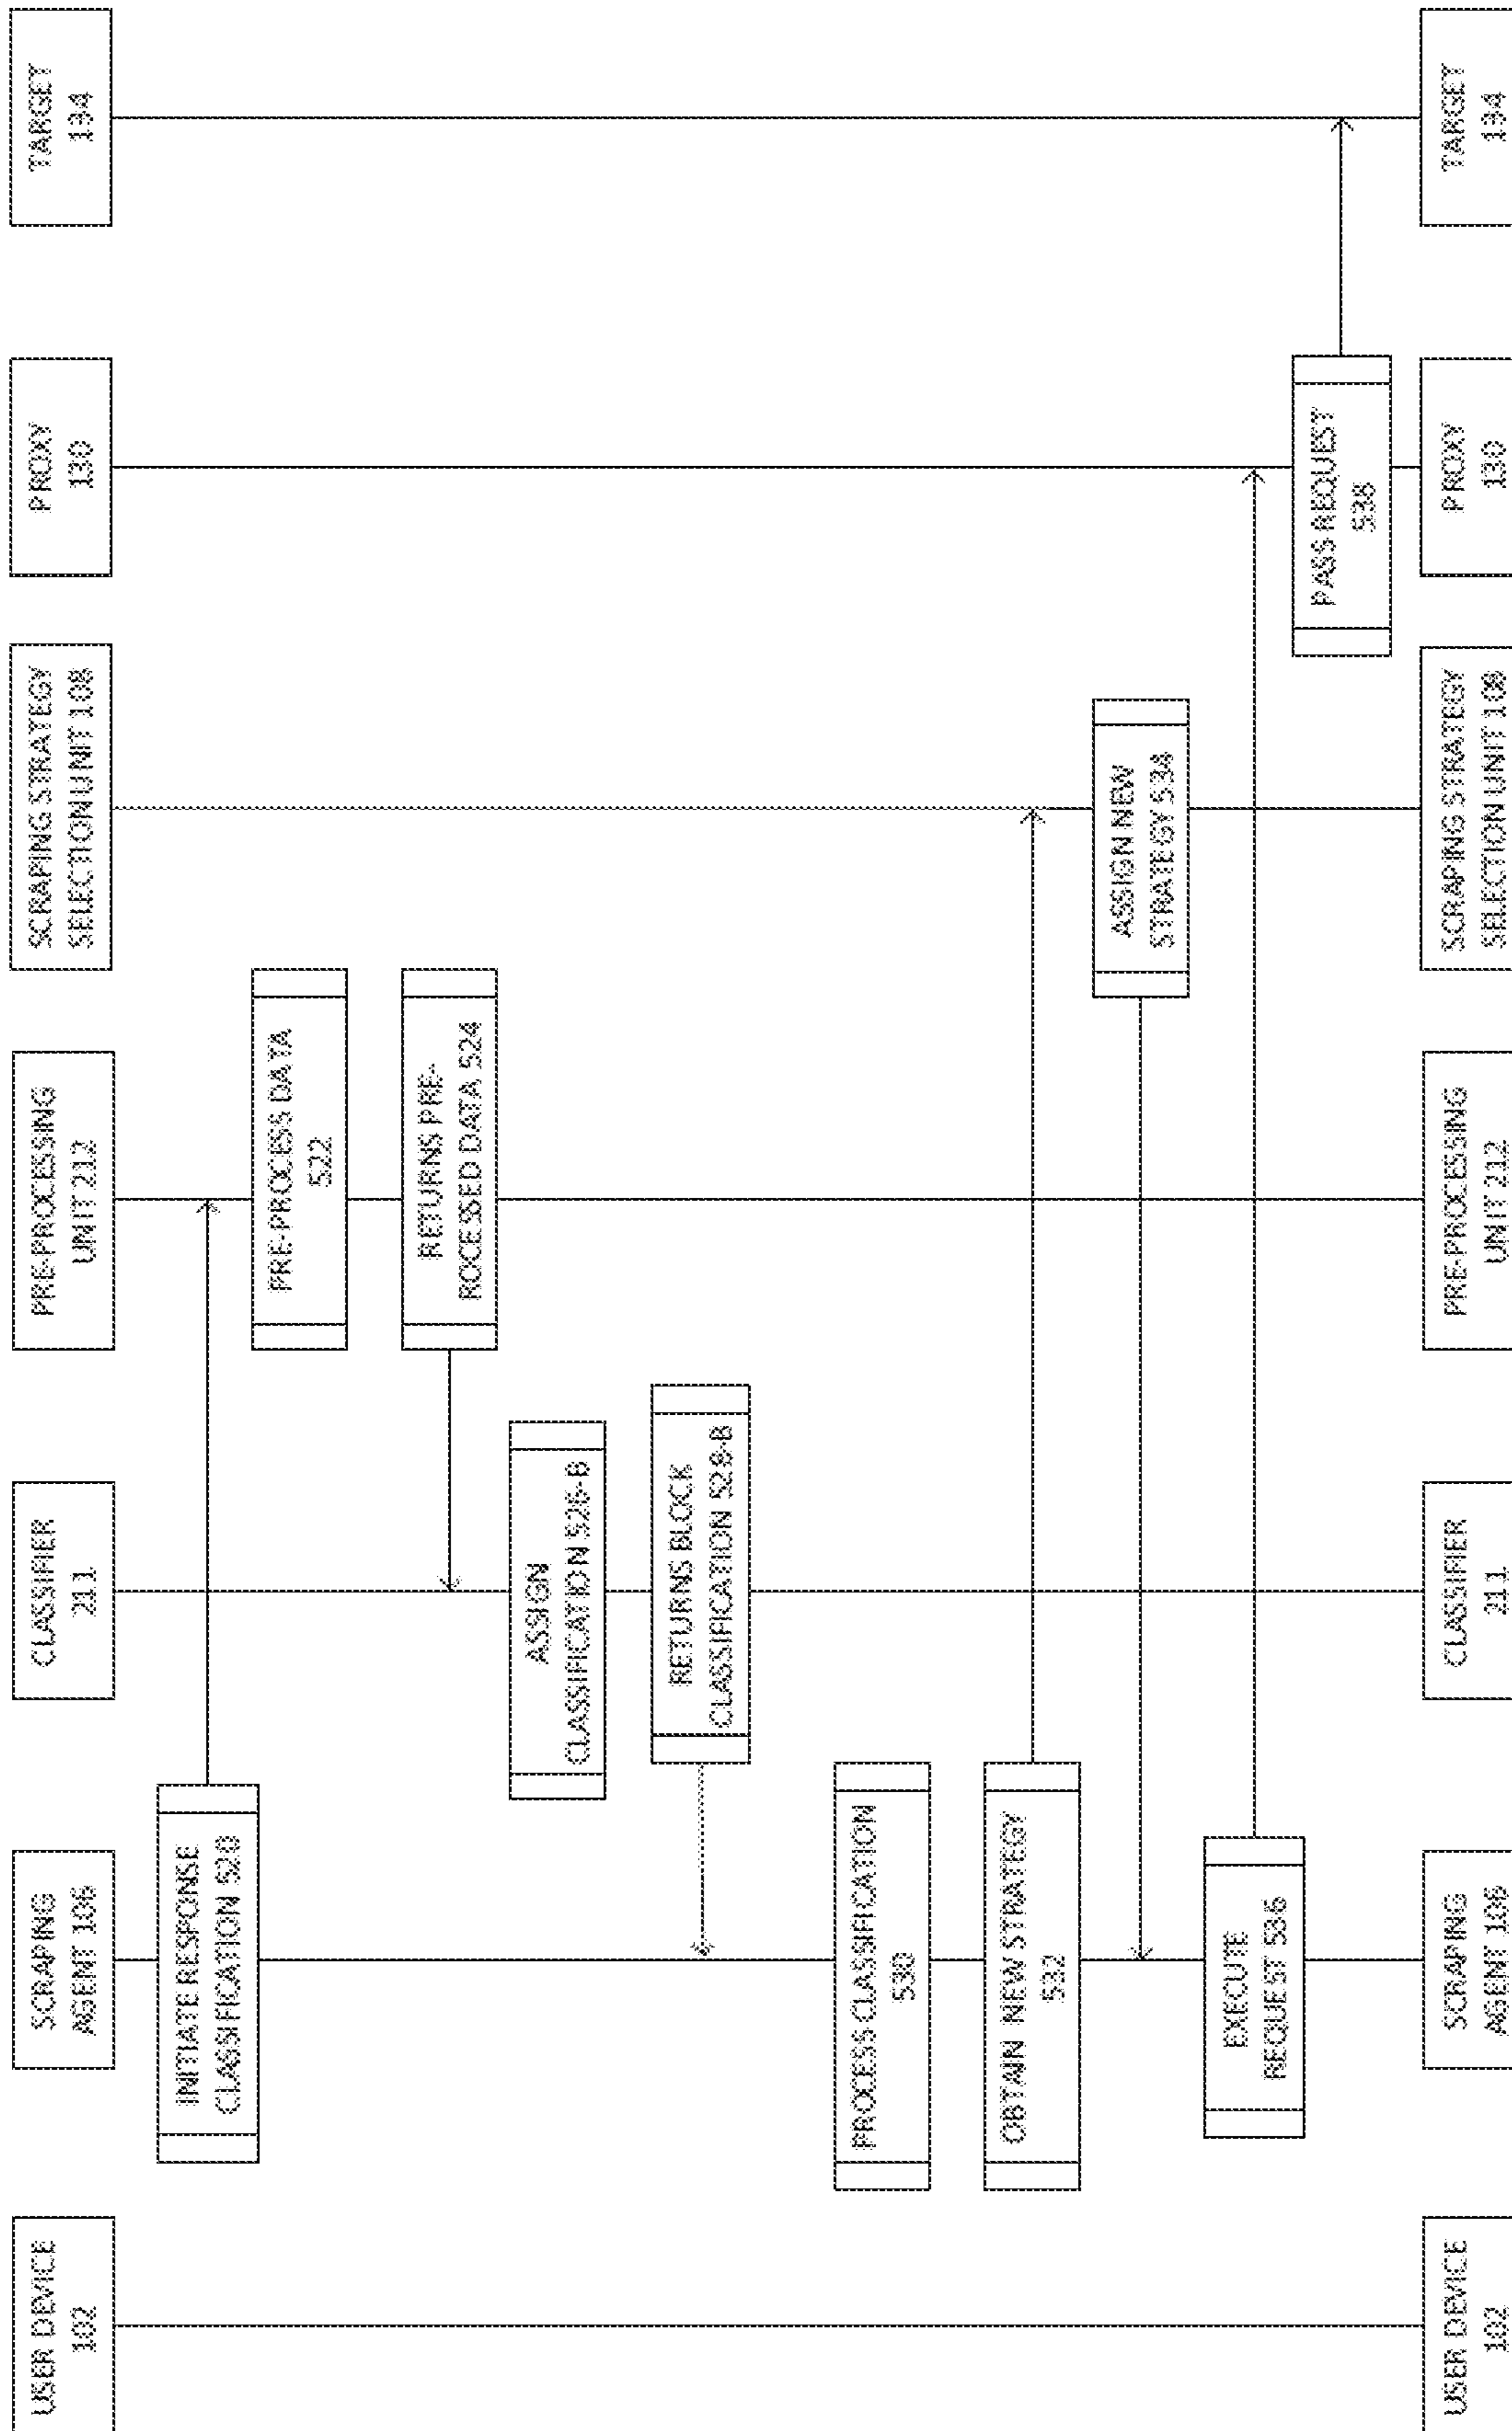 USER DEVICE
102
SCRAPING
AGENT 106
CLASSIFIER
211
PRE-PROCESSING
UNIT 212
SCRAPING STRATEGY
SELECTION UNIT 108
PROXY
130
TARGET
134
INITIATE RESPONSE
CLASSIFICATION 520
PRE-PROCESS DATA
522
RETURNS PRE-
ROCESSED DATA 524
ASSIGN
CLASSIFICATION 526-B
RETURNS BLOCK
CLASSIFICATION 528-B
PROCESS CLASSIFICATION
530
OBTAIN NEW STRATEGY
532
ASSIGN NEW
STRATEGY 534
EXECUTE
REQUEST 536
PASS REQUEST
538
USER DEVICE
102
SCRAPING
AGENT 106
CLASSIFIER
211
PRE-PROCESSING
UNIT 212
SCRAPING STRATEGY
SELECTION UNIT 108
PROXY
130
TARGET
134